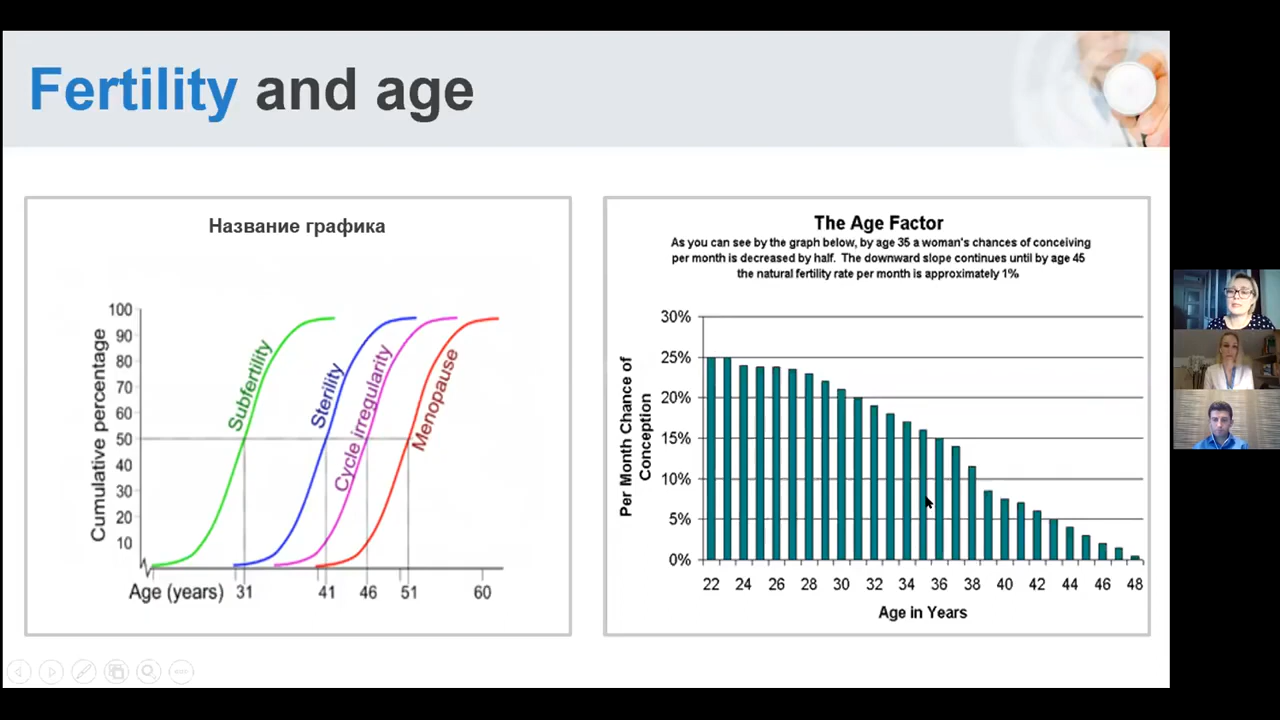 Fertility and age
Название графика
100
90
80
70
60
50
40
30
20
10
Cumulative percentage
Subfertility
Sterility
Cycle irregularity
Menopause
Age (years)
31
41
46
51
60
The Age Factor
As you can see by the graph below, by age 35 a woman's chances of conceiving
per month is decreased by half. The downward slope continues until by age 45
the natural fertility rate per month is approximately 1%
30%
25%
20%
15%
10%
5%
0%
Per Month Chance of
Conception
22 24 26 28 30 32 34 36 38 40 42 44 46 48
Age in Years